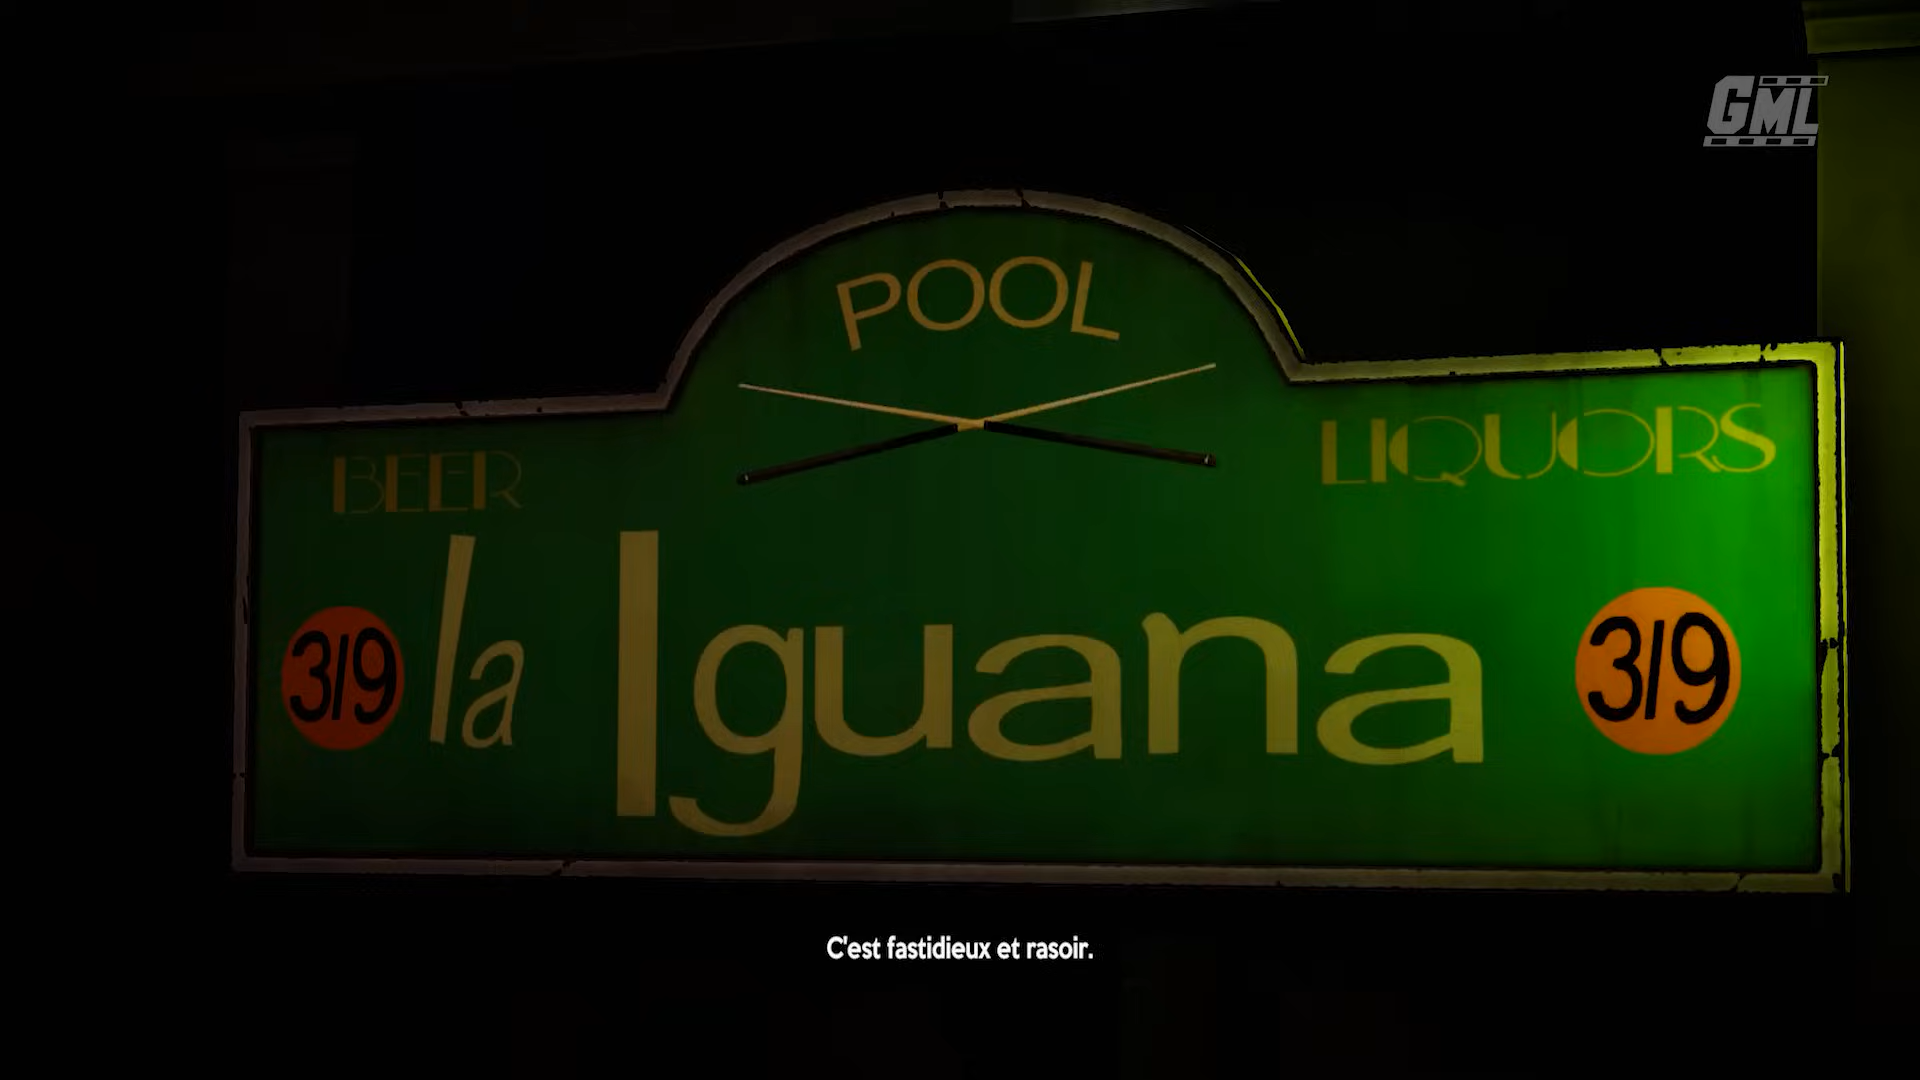 GML
POOL
BEER
LIQUORS
la Iguana
3/9
3/9
C'est fastidieux et rasoir.